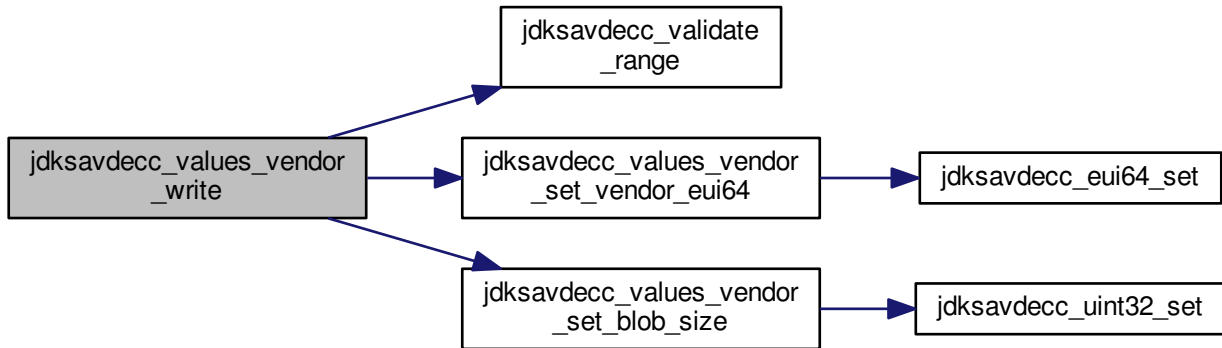 jdksavdecc_validate
_range
jdksavdecc_values_vendor
_write
jdksavdecc_values_vendor
_set_vendor_eui64
jdksavdecc_eui64_set
jdksavdecc_values_vendor
_set_blob_size
jdksavdecc_uint32_set